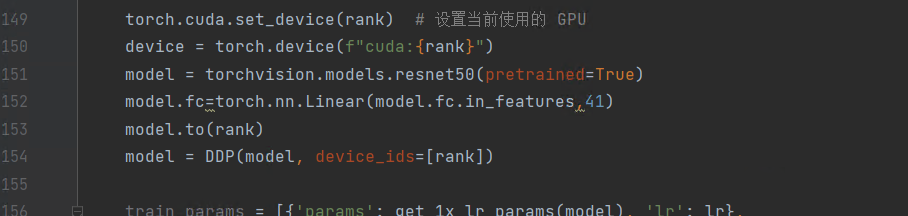 149 torch.cuda.set_device(rank)  # 设置当前使用的 GPU
150 device = torch.device(f"cuda:{rank}")
151 model = torchvision.models.resnet50(pretrained=True)
152 model.fc=torch.nn.Linear(model.fc.in_features,41)
153 model.to(rank)
154 model = DDP(model, device_ids=[rank])
155
156 train_params = [{'params': get_1x_lr_params(model), 'lr': lr},